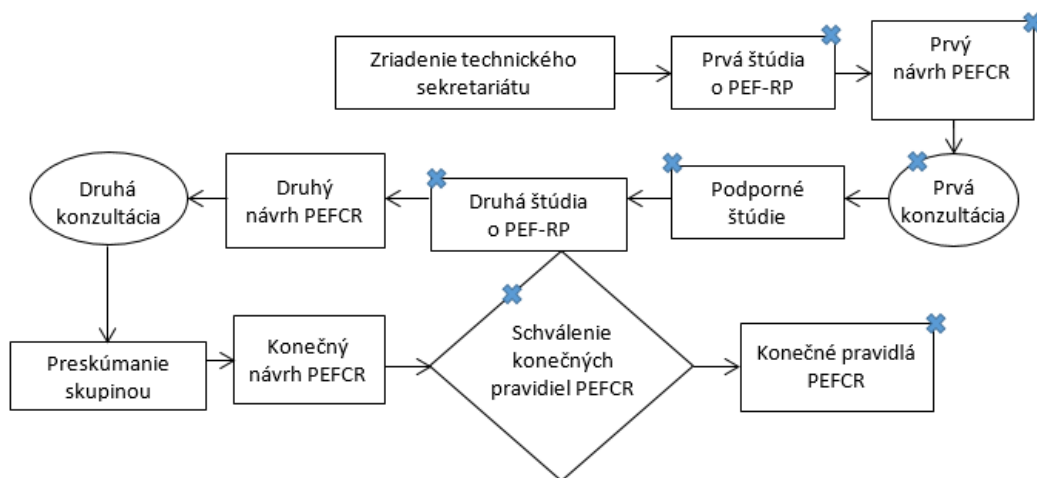 Zriadenie technického
sekretariátu
Prvá štúdia
o PEF-RP
Prvý
návrh PEFCR
Prvá
konzultácia
Podporné
štúdie
Druhá štúdia
o PEF-RP
Druhý
návrh PEFCR
Druhá
konzultácia
Preskúmanie
skupinou
Konečný
návrh PEFCR
Schválenie
konečných
pravidiel PEFCR
Konečné pravidlá
PEFCR